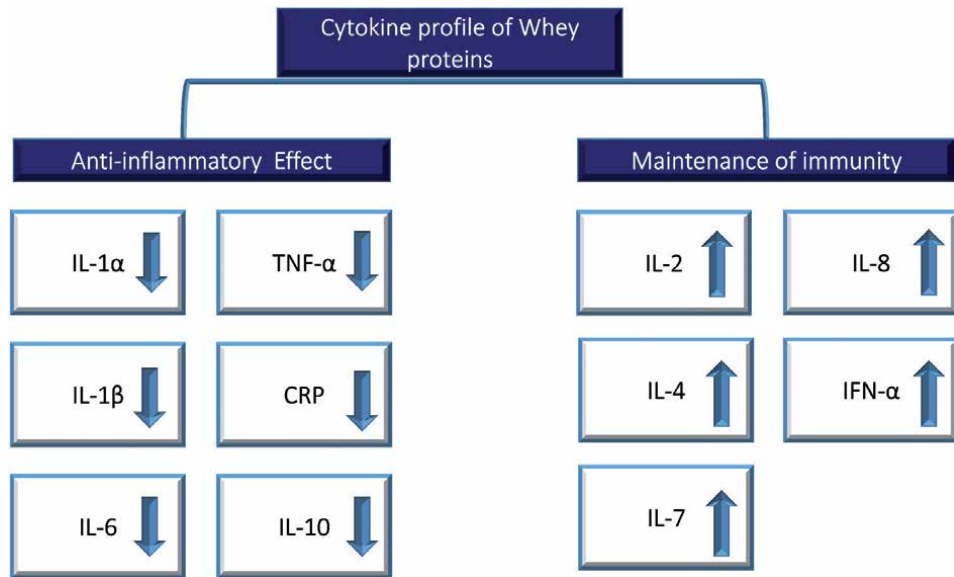 Cytokine profile of Whey
proteins
Anti-inflammatory Effect
Maintenance of immunity
IL-1α
TNF-α
IL-2
IL-8
IL-1β
CRP
IL-4
IFN-α
IL-6
IL-10
IL-7